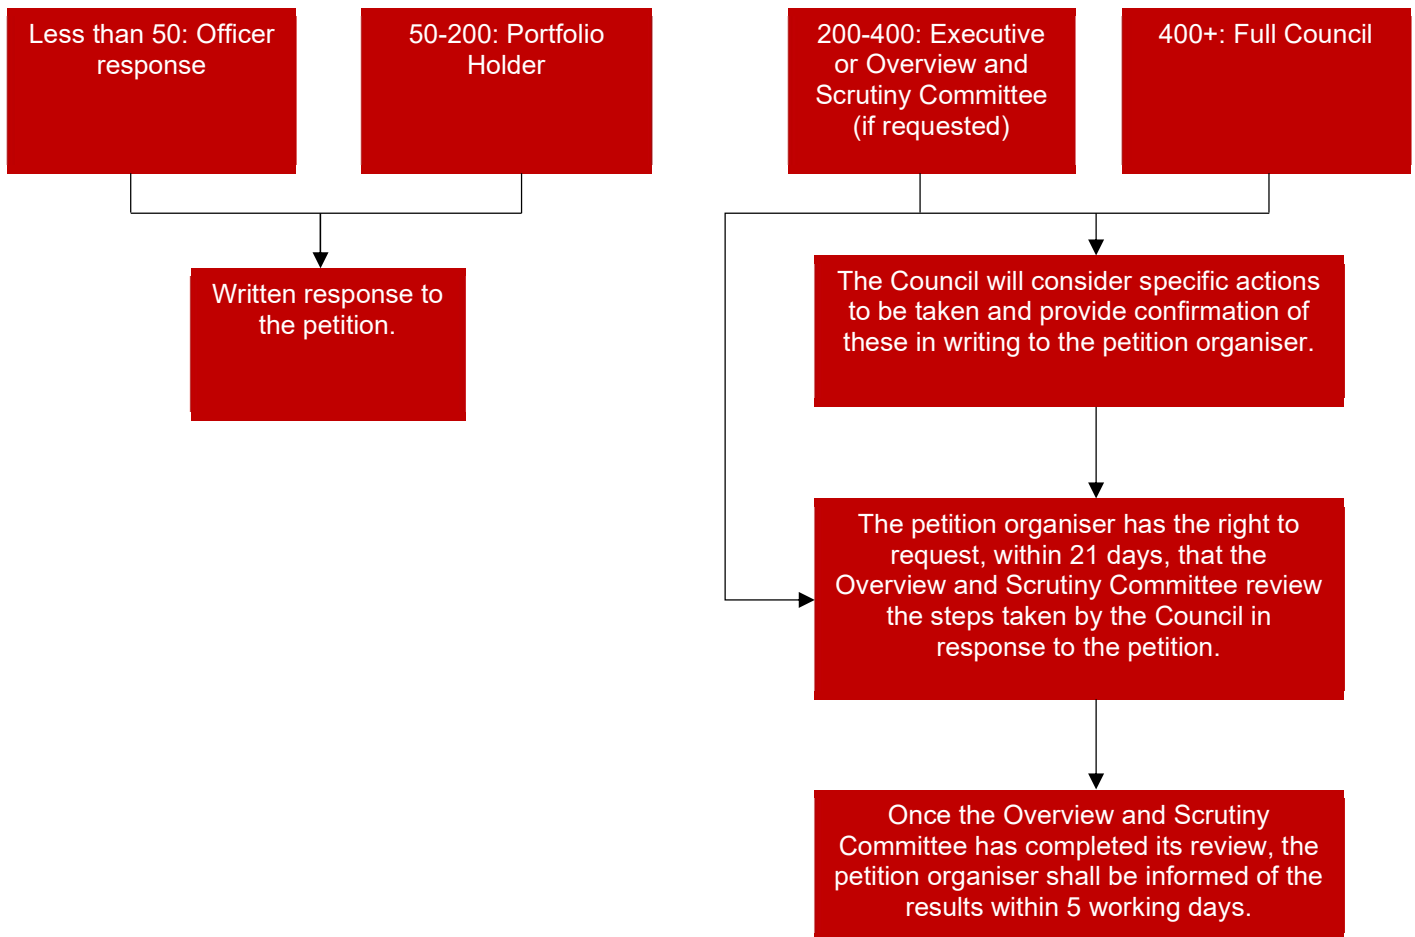 Less than 50: Officer
response
50-200: Portfolio
Holder
200-400: Executive
or Overview and
Scrutiny Committee
(if requested)
400+: Full Council
Written response to
the petition.
The Council will consider specific actions
to be taken and provide confirmation of
these in writing to the petition organiser.
The petition organiser has the right to
request, within 21 days, that the
Overview and Scrutiny Committee review
the steps taken by the Council in
response to the petition.
Once the Overview and Scrutiny
Committee has completed its review, the
petition organiser shall be informed of the
results within 5 working days.